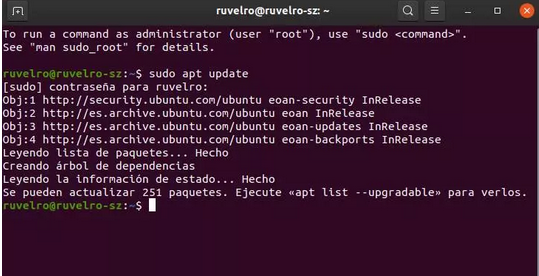 ruvelro@ruvelro-sz: ~
To run a command as administrator (user "root"), use "sudo <command>".
See "man sudo_root" for details.
ruvelro@ruvelro-sz:~$ sudo apt update
[sudo] contraseña para ruvelro:
Obj:1 http://security.ubuntu.com/ubuntu eoan-security InRelease
Obj:2 http://es.archive.ubuntu.com/ubuntu eoan InRelease
Obj:3 http://es.archive.ubuntu.com/ubuntu eoan-updates InRelease
Obj:4 http://es.archive.ubuntu.com/ubuntu eoan-backports InRelease
Leyendo lista de paquetes... Hecho
Creando árbol de dependencias
Leyendo la información de estado... Hecho
Se pueden actualizar 251 paquetes. Ejecute «apt list --upgradable» para verlos.
ruvelro@ruvelro-sz:~$